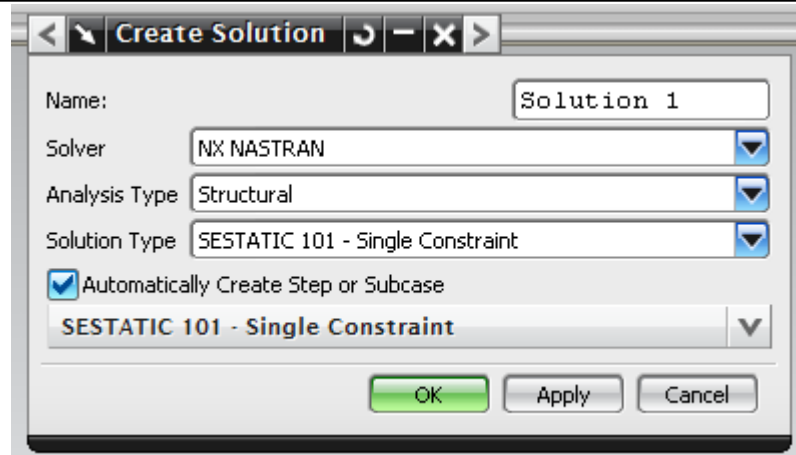 Create Solution
Name: Solution 1
Solver NX NASTRAN
Analysis Type Structural
Solution Type SESTATIC 101 - Single Constraint
Automatically Create Step or Subcase
SESTATIC 101 - Single Constraint
OK Apply Cancel